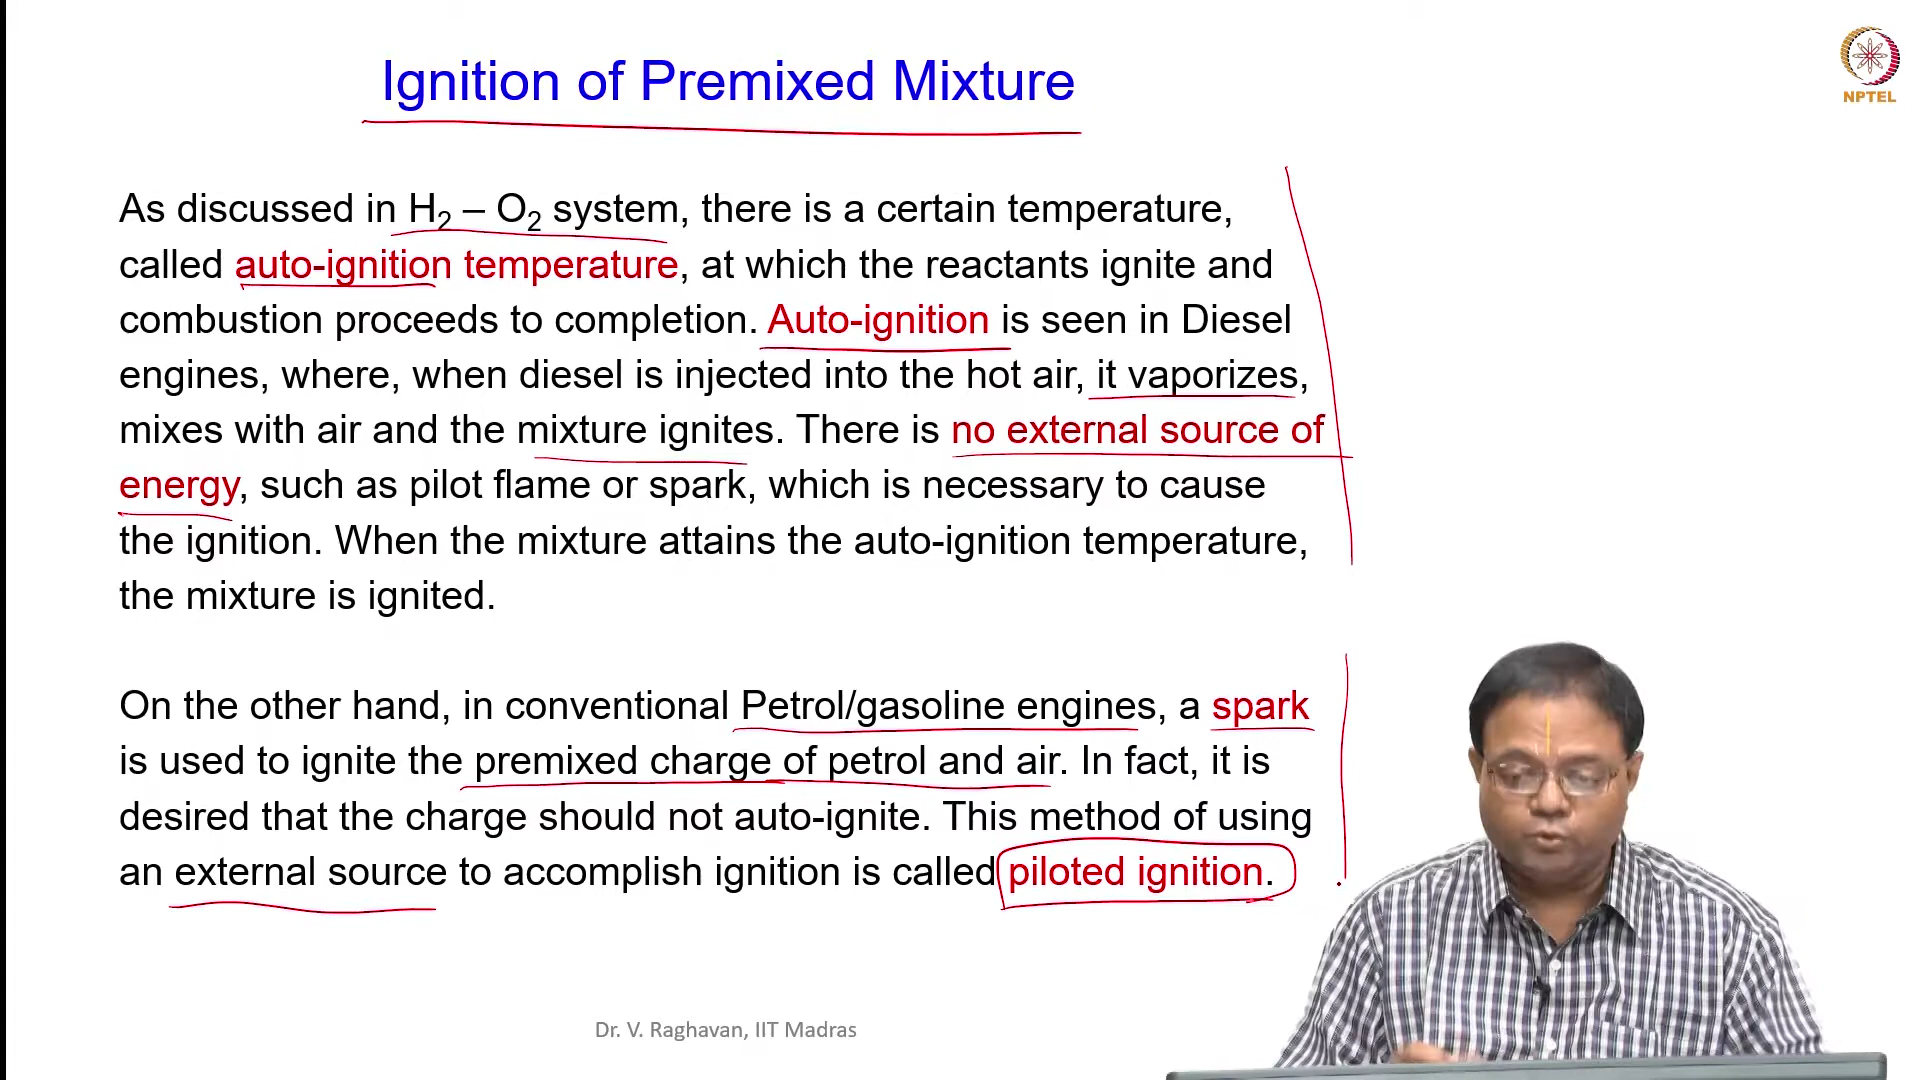 Ignition of Premixed Mixture
NPTEL
As discussed in H₂ – O₂ system, there is a certain temperature,
called auto-ignition temperature, at which the reactants ignite and
combustion proceeds to completion. Auto-ignition is seen in Diesel
engines, where, when diesel is injected into the hot air, it vaporizes,
mixes with air and the mixture ignites. There is no external source of
energy, such as pilot flame or spark, which is necessary to cause
the ignition. When the mixture attains the auto-ignition temperature,
the mixture is ignited.
On the other hand, in conventional Petrol/gasoline engines, a spark
is used to ignite the premixed charge of petrol and air. In fact, it is
desired that the charge should not auto-ignite. This method of using
an external source to accomplish ignition is called piloted ignition.
Dr. V. Raghavan, IIT Madras